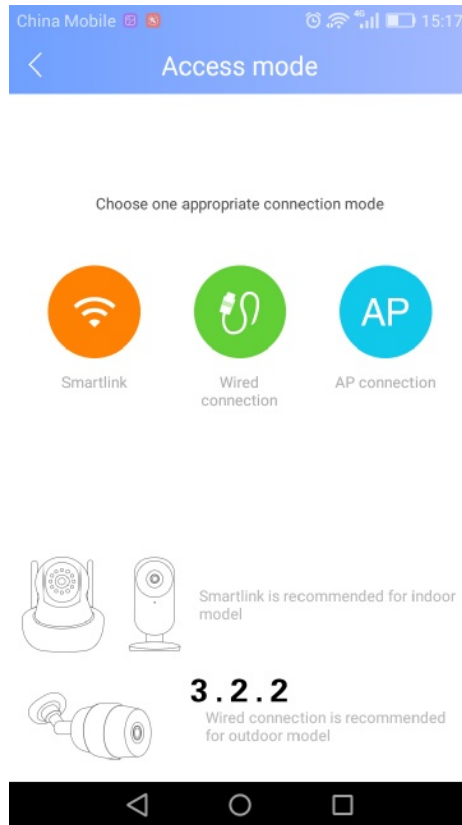 China Mobile 4G 15:17
Access mode
Choose one appropriate connection mode
AP
Smartlink
Wired
connection
AP connection
Smartlink is recommended for indoor
model
3.2.2
Wired connection is recommended
for outdoor model